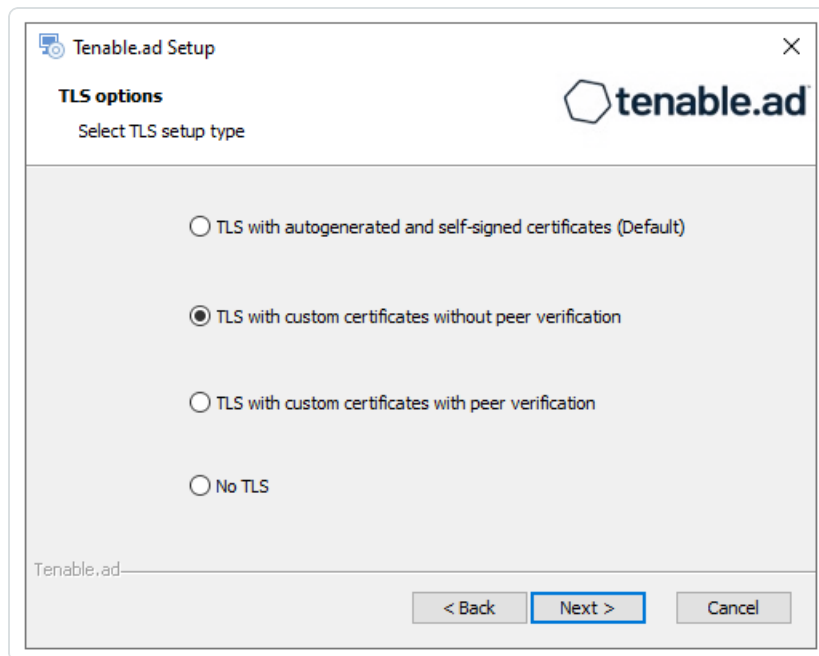 Tenable.ad Setup
TLS options
Select TLS setup type
tenable.ad
TLS with autogenerated and self-signed certificates (Default)
TLS with custom certificates without peer verification
TLS with custom certificates with peer verification
No TLS
Tenable.ad
< Back Next > Cancel